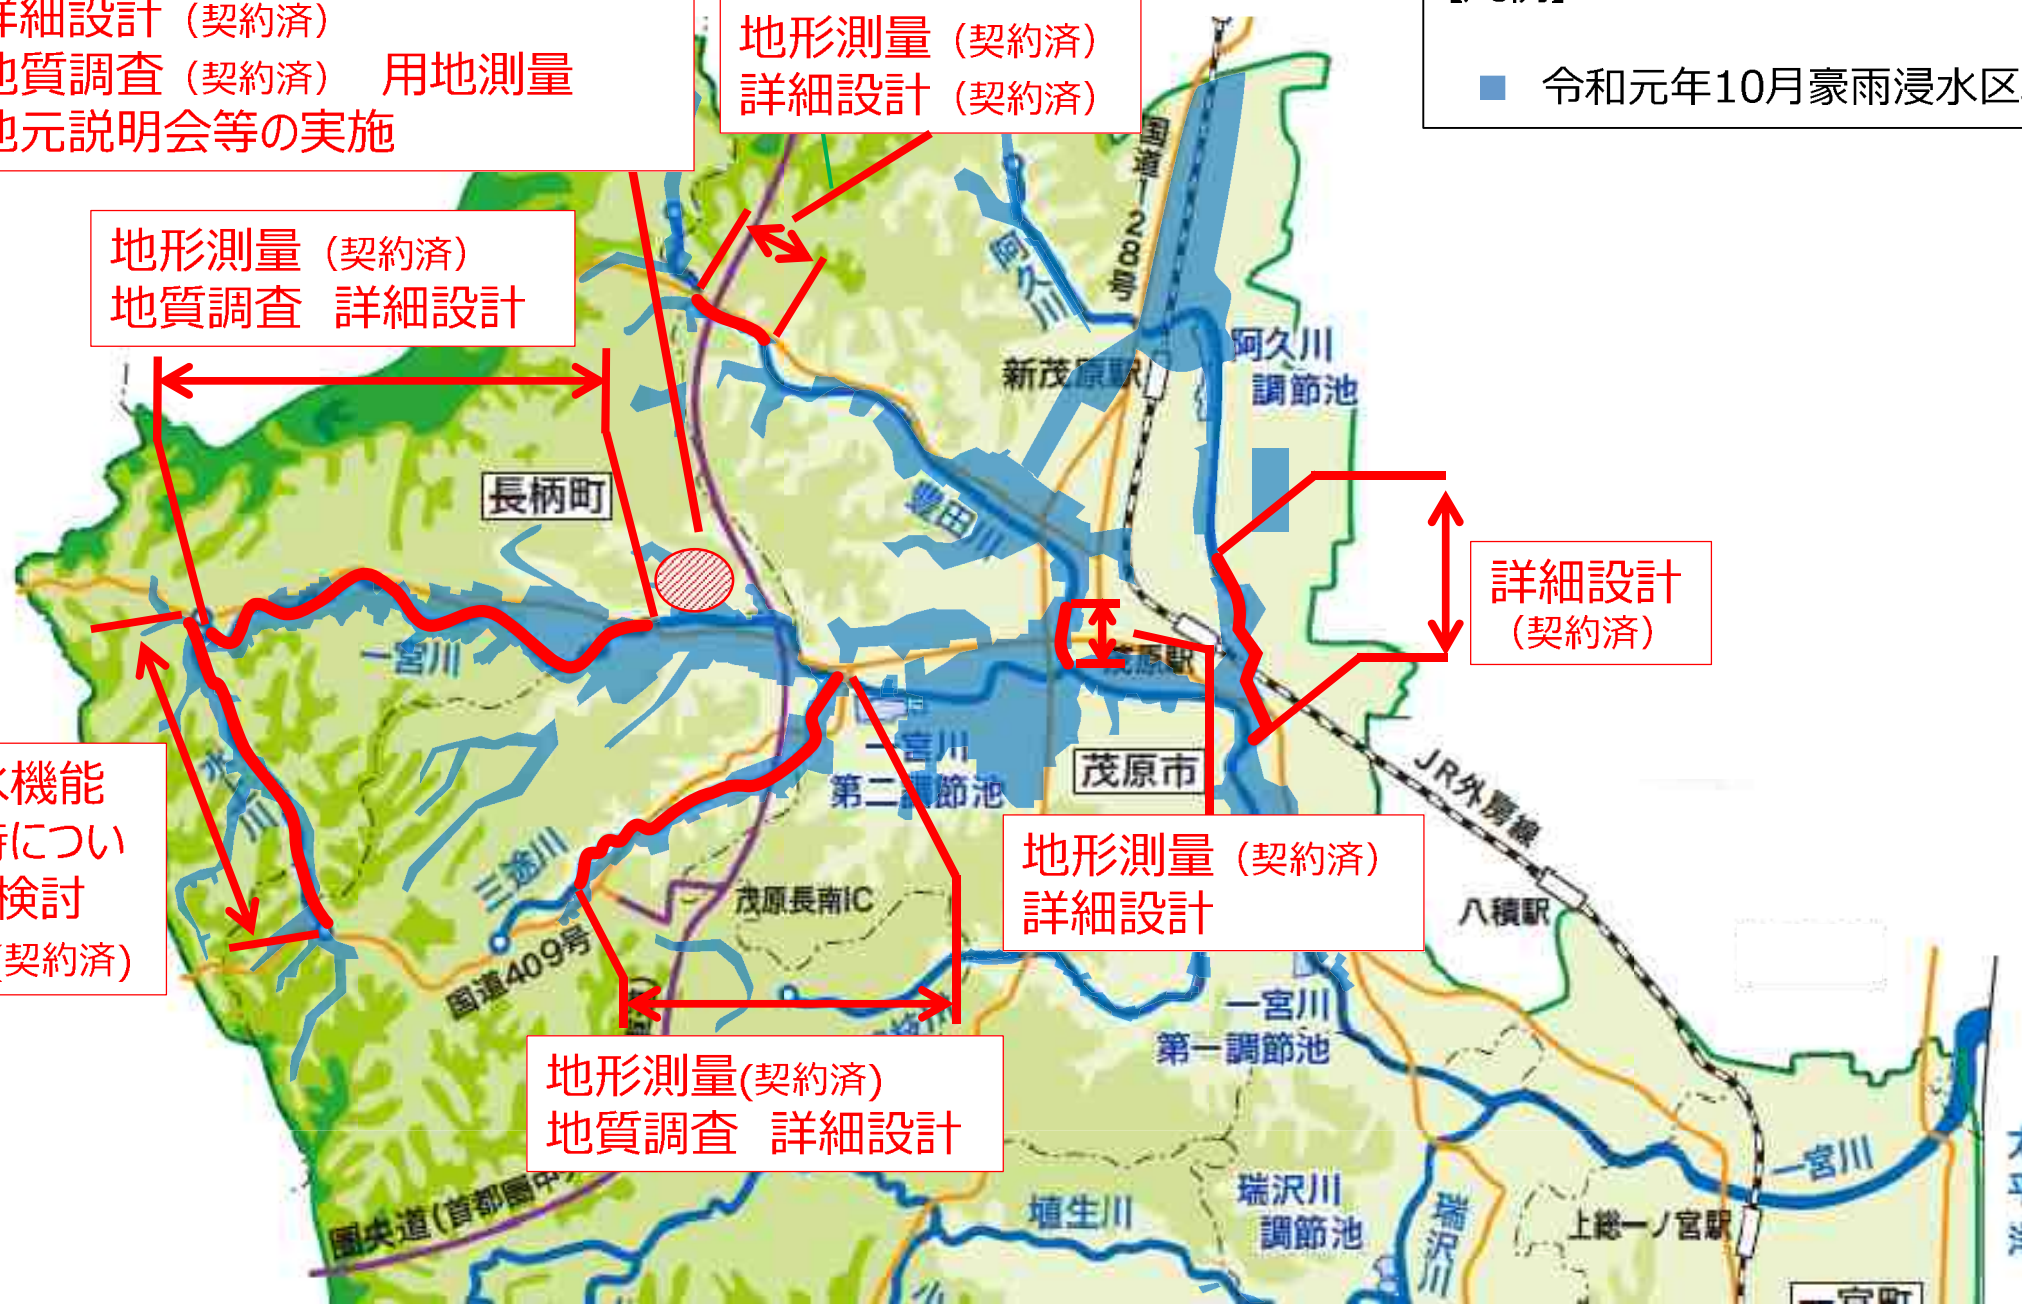 詳細設計（契約済）
地質調査（契約済）　用地測量
地元説明会等の実施
地形測量（契約済）
詳細設計（契約済）
令和元年10月豪雨浸水区
地形測量（契約済）
地質調査　詳細設計
国道128号
阿久川
新茂原駅
阿久川
調節池
長柄町
豊田川
詳細設計
（契約済）
一宮川
茂原駅
一宮川
第二調節池
茂原市
JR外房線
水機能
検討
(契約済)
水上川
三途川
茂原長南IC
地形測量（契約済）
詳細設計
八積駅
国道409号
一宮川
第一調節池
地形測量(契約済)
地質調査　詳細設計
圏央道(首都圏中
埴生川
瑞沢川
調節池
瑞沢川
上総一ノ宮駅
一宮川
一宮町